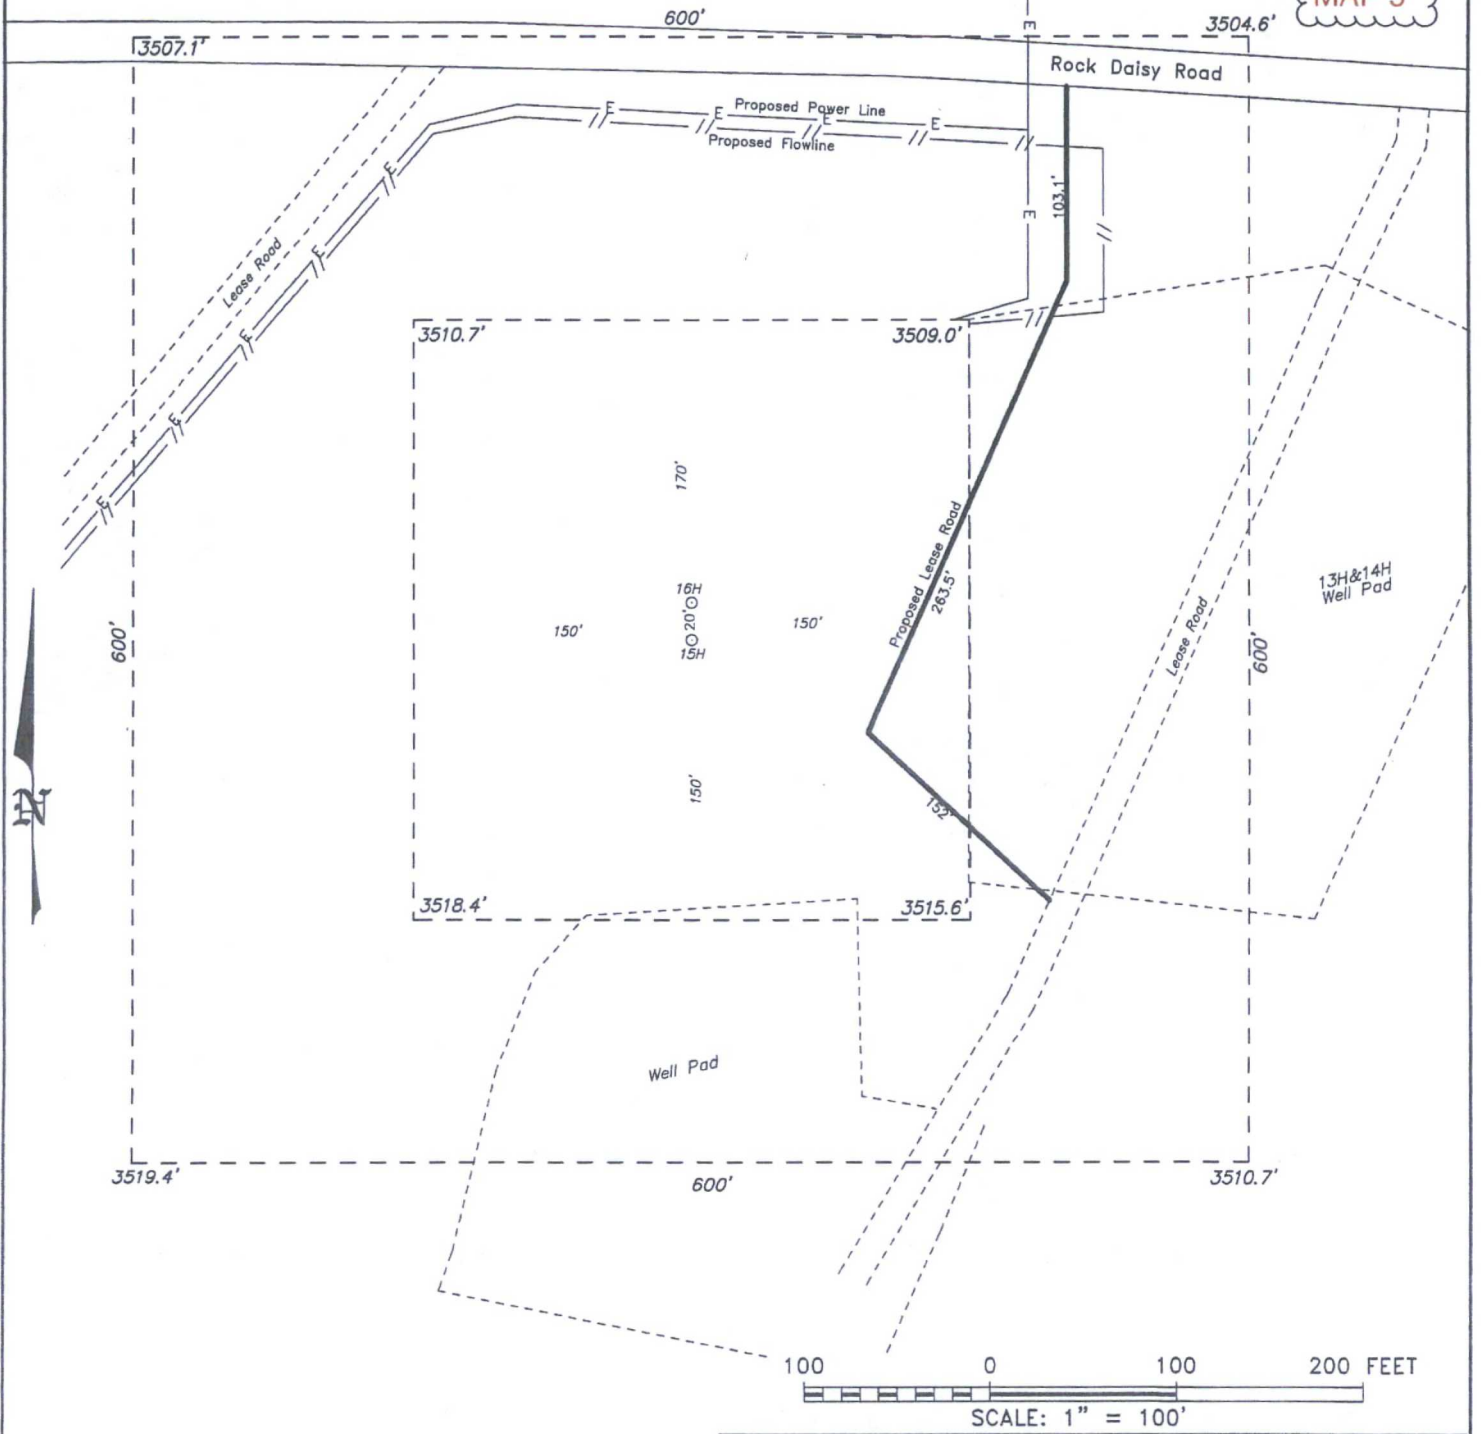 600'
3507.1'
3504.6'
Rock Daisy Road
E
E
E
E
E
Proposed Power Line
Proposed Flowline
E
103.1'
E
Lease Road
E
E
E
E
3510.7'
3509.0'
170'
Proposed Lease Road
263.5'
13H&14H
Well Pad
16H
20'
15H
150'
150'
600'
600'
Lease Road
150'
152'
N
3518.4'
3515.6'
Well Pad
3519.4'
600'
3510.7'
100 0 100 200 FEET
SCALE: 1" = 100'